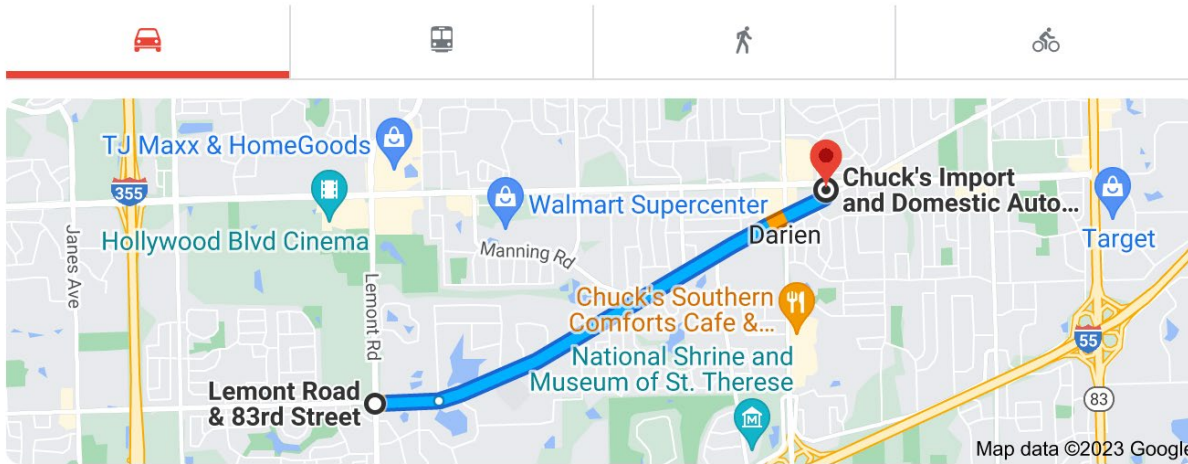 TJ Maxx & HomeGoods
355
Hollywood Blvd Cinema
Janes Ave
Lemont Rd
Walmart Supercenter
Manning Rd
Chuck's Import
and Domestic Auto...
Darien
Target
Chuck's Southern
Comforts Cafe &...
National Shrine and
Museum of St. Therese
Lemont Road
& 83rd Street
55
83
Map data ©2023 Google